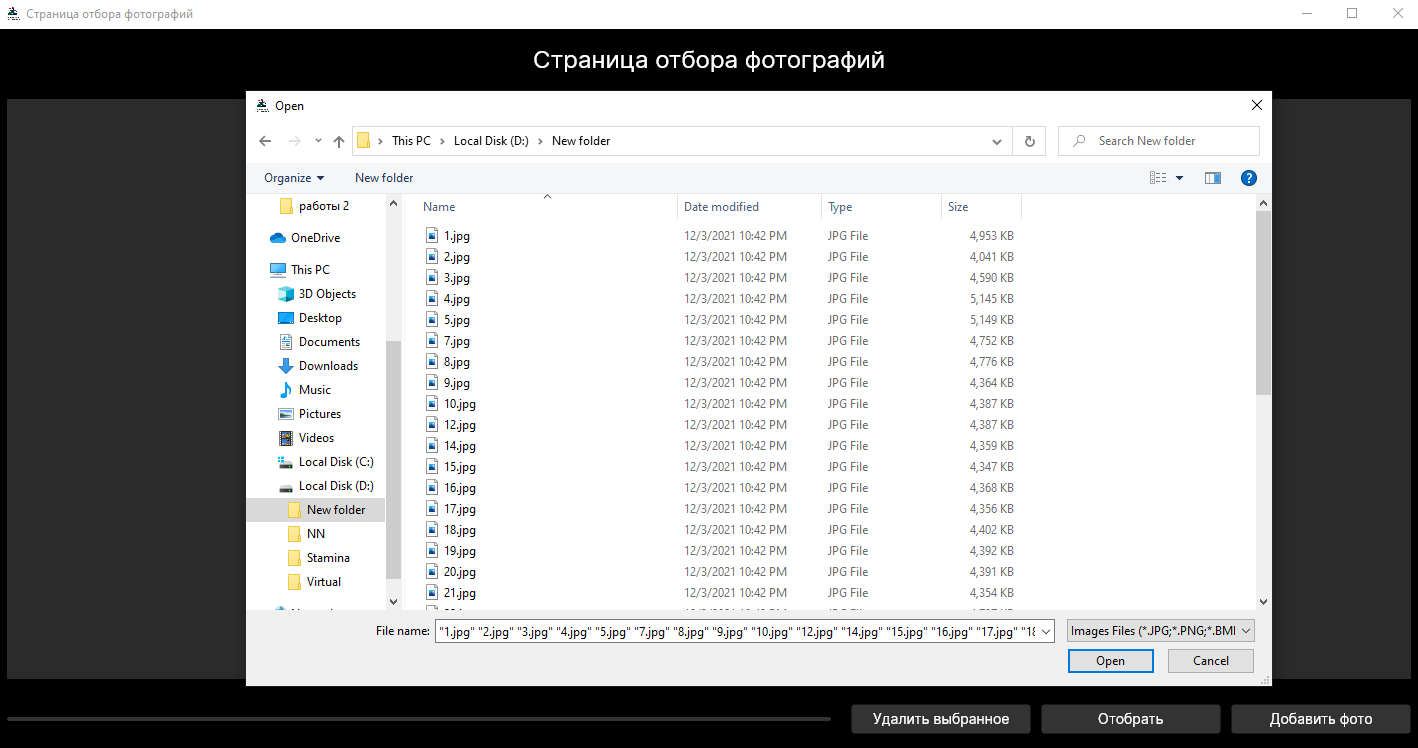 Страница отбора фотографий
Страница отбора фотографий
Open
This PC > Local Disk (D:) > New folder
Search New folder
Organize
New folder
работы 2
OneDrive
This PC
3D Objects
Desktop
Documents
Downloads
Music
Pictures
Videos
Local Disk (C:)
Local Disk (D:)
New folder
NN
Stamina
Virtual
Name Date modified Type Size
1.jpg 12/3/2021 10:42 PM JPG File 4,953 KB
2.jpg 12/3/2021 10:42 PM JPG File 4,041 KB
3.jpg 12/3/2021 10:42 PM JPG File 4,590 KB
4.jpg 12/3/2021 10:42 PM JPG File 5,145 KB
5.jpg 12/3/2021 10:42 PM JPG File 5,149 KB
7.jpg 12/3/2021 10:42 PM JPG File 4,752 KB
8.jpg 12/3/2021 10:42 PM JPG File 4,776 KB
9.jpg 12/3/2021 10:42 PM JPG File 4,364 KB
10.jpg 12/3/2021 10:42 PM JPG File 4,387 KB
12.jpg 12/3/2021 10:42 PM JPG File 4,387 KB
14.jpg 12/3/2021 10:42 PM JPG File 4,359 KB
15.jpg 12/3/2021 10:42 PM JPG File 4,347 KB
16.jpg 12/3/2021 10:42 PM JPG File 4,368 KB
17.jpg 12/3/2021 10:42 PM JPG File 4,356 KB
18.jpg 12/3/2021 10:42 PM JPG File 4,402 KB
19.jpg 12/3/2021 10:42 PM JPG File 4,392 KB
20.jpg 12/3/2021 10:42 PM JPG File 4,391 KB
21.jpg 12/3/2021 10:42 PM JPG File 4,354 KB
File name: "1.jpg" "2.jpg" "3.jpg" "4.jpg" "5.jpg" "7.jpg" "8.jpg" "9.jpg" "10.jpg" "12.jpg" "14.jpg" "15.jpg" "16.jpg" "17.jpg" "18
Images Files (*.JPG;*.PNG;*.BMI
Open
Cancel
Удалить выбранное
Отобрать
Добавить фото